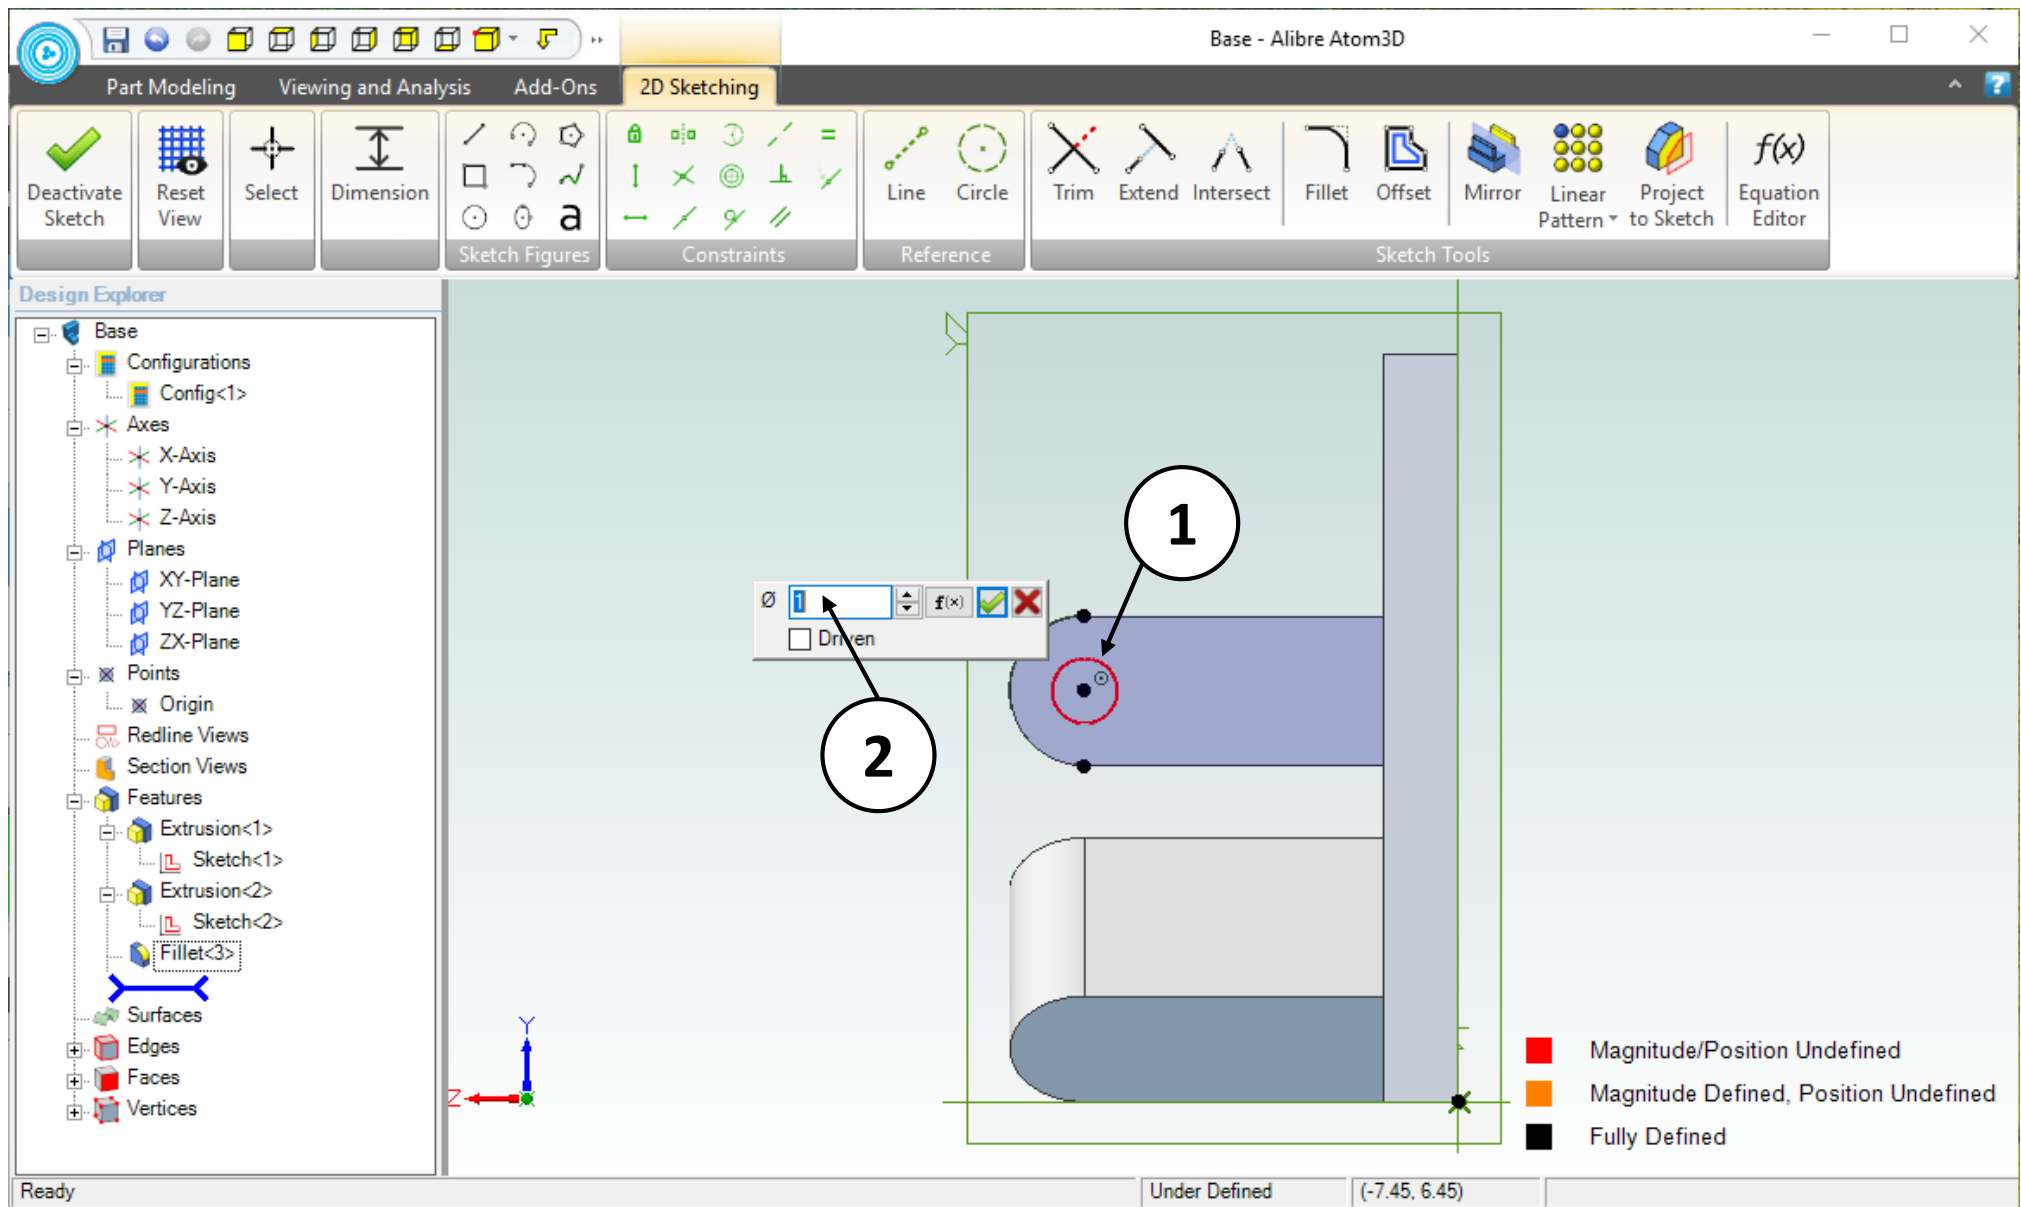 Base - Alibre Atom3D
Part Modeling
Viewing and Analysis
Add-Ons
2D Sketching
?
Deactivate
Sketch
Reset
View
Select
Dimension
a
Sketch Figures
Constraints
Line
Circle
Reference
Trim
Extend
Intersect
Fillet
Offset
Mirror
Linear
Pattern
Project
to Sketch
f(x)
Equation
Editor
Sketch Tools
Design Explorer
Base
Configurations
Config<1>
Axes
X-Axis
Y-Axis
Z-Axis
Planes
XY-Plane
YZ-Plane
ZX-Plane
Points
Origin
Redline Views
Section Views
Features
Extrusion<1>
Sketch<1>
Extrusion<2>
Sketch<2>
Fillet<3>
Surfaces
Edges
Faces
Vertices
1
Ø 1 f(x)
Driven
2
Y
Z
Magnitude/Position Undefined
Magnitude Defined, Position Undefined
Fully Defined
Ready
Under Defined
(-7.45, 6.45)